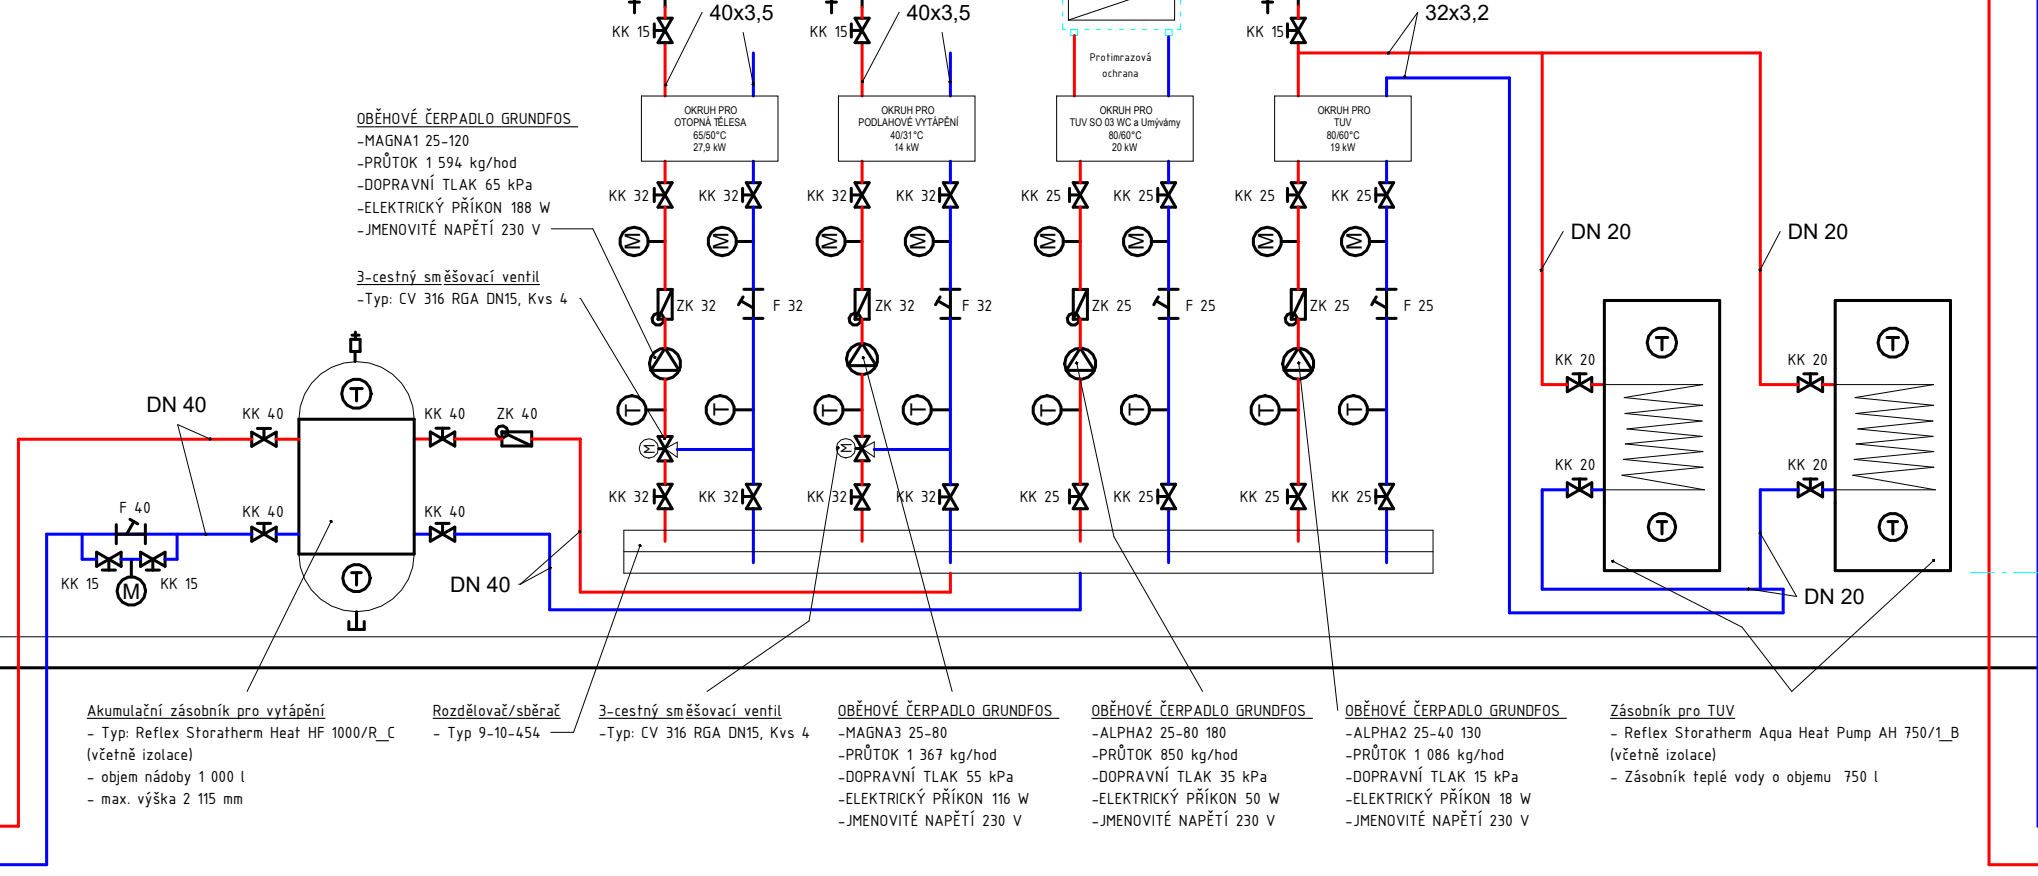 40x3,5
40x3,5
32x3,2
KK 15
KK 15
KK 15
Protimrazová
ochrana
OKRUH PRO
OTOPNÁ TĚLESA
65/50°C
27,9 kW
OKRUH PRO
PODLAHOVÉ VYTÁPĚNÍ
40/31°C
14 kW
OKRUH PRO
TUV SO 03 WC a Umývárny
80/60°C
20 kW
OKRUH PRO
TUV
80/60°C
19 kW
OBĚHOVÉ ČERPADLO GRUNDFOS
-MAGNA1 25-120
-PRŮTOK 1 594 kg/hod
-DOPRAVNÍ TLAK 65 kPa
-ELEKTRICKÝ PŘÍKON 188 W
-JMENOVITÉ NAPĚTÍ 230 V
3-cestný směšovací ventil
-Typ: CV 316 RGA DN15, Kvs 4
KK 32
KK 32
KK 32
KK 32
KK 25
KK 25
KK 25
KK 25
M
M
M
M
M
M
M
M
DN 20
DN 20
ZK 32
F 32
ZK 32
F 32
ZK 25
F 25
ZK 25
F 25
T
T
KK 20
KK 20
T
T
T
T
T
T
T
T
T
DN 40
KK 40
KK 40
ZK 40
M
M
KK 20
KK 20
KK 32
KK 32
KK 32
KK 32
KK 25
KK 25
KK 25
KK 25
F 40
KK 40
KK 40
T
T
KK 15
M
KK 15
T
DN 40
DN 20
Akumulační zásobník pro vytápění
- Typ: Reflex Storatherm Heat HF 1000/R_C
(včetně izolace)
- objem nádoby 1 000 l
- max. výška 2 115 mm
Rozdělovač/sběrač
- Typ 9-10-454
3-cestný směšovací ventil
-Typ: CV 316 RGA DN15, Kvs 4
OBĚHOVÉ ČERPADLO GRUNDFOS
-MAGNA3 25-80
-PRŮTOK 1 367 kg/hod
-DOPRAVNÍ TLAK 55 kPa
-ELEKTRICKÝ PŘÍKON 116 W
-JMENOVITÉ NAPĚTÍ 230 V
OBĚHOVÉ ČERPADLO GRUNDFOS
-ALPHA2 25-80 180
-PRŮTOK 850 kg/hod
-DOPRAVNÍ TLAK 35 kPa
-ELEKTRICKÝ PŘÍKON 50 W
-JMENOVITÉ NAPĚTÍ 230 V
OBĚHOVÉ ČERPADLO GRUNDFOS
-ALPHA2 25-40 130
-PRŮTOK 1 086 kg/hod
-DOPRAVNÍ TLAK 15 kPa
-ELEKTRICKÝ PŘÍKON 18 W
-JMENOVITÉ NAPĚTÍ 230 V
Zásobník pro TUV
- Reflex Storatherm Aqua Heat Pump AH 750/1_B
(včetně izolace)
- Zásobník teplé vody o objemu 750 l